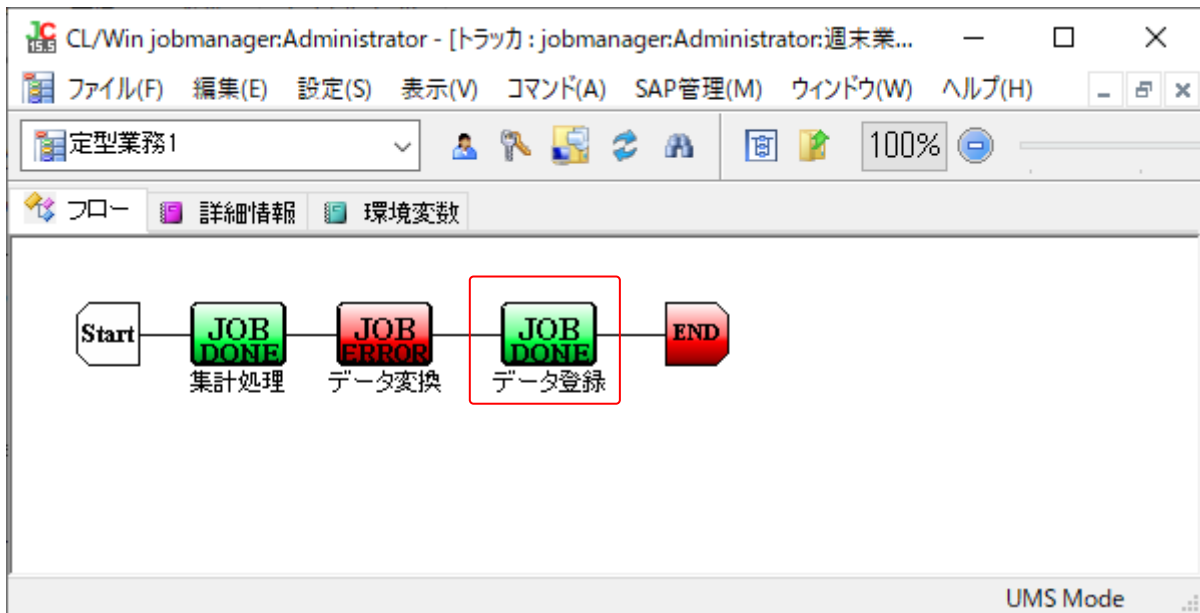 JC
15.5
CL/Win jobmanager:Administrator - [トラッカ : jobmanager:Administrator:週末業...
ファイル(F) 編集(E) 設定(S) 表示(V) コマンド(A) SAP管理(M) ウィンドウ(W) ヘルプ(H)
定型業務1 100%
フロー 詳細情報 環境変数
Start JOB DONE JOB ERROR JOB DONE END
集計処理 データ変換 データ登録
UMS Mode